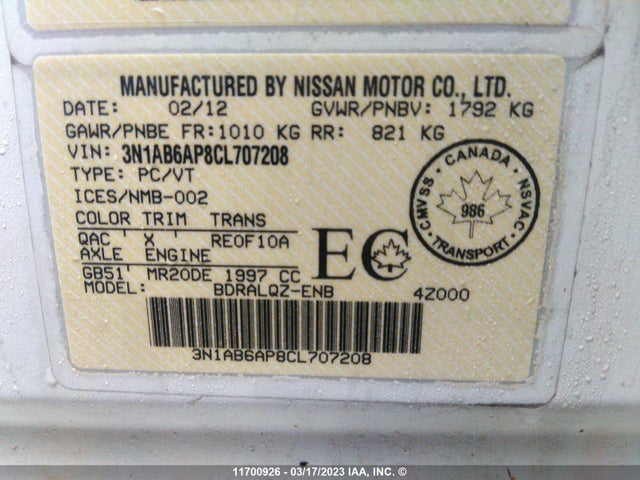 MANUFACTURED BY NISSAN MOTOR CO., LTD.
DATE: 02/12 GVWR/PNBV: 1792 KG
GAWR/PNBE FR:1010 KG RR: 821 KG
VIN: 3N1AB6AP8CL707208
TYPE: PC/VT
ICES/NMB-002
COLOR TRIM TRANS
QAC ' X ' RE0F10A
AXLE ENGINE
GB51' MR20DE 1997 CC
MODEL: BDRALQZ-ENB 4Z000
3N1AB6AP8CL707208
EC
CANADA
CMVSS NSVAC
986
TRANSPORT
11700926 - 03/17/2023 IAA, INC. ©